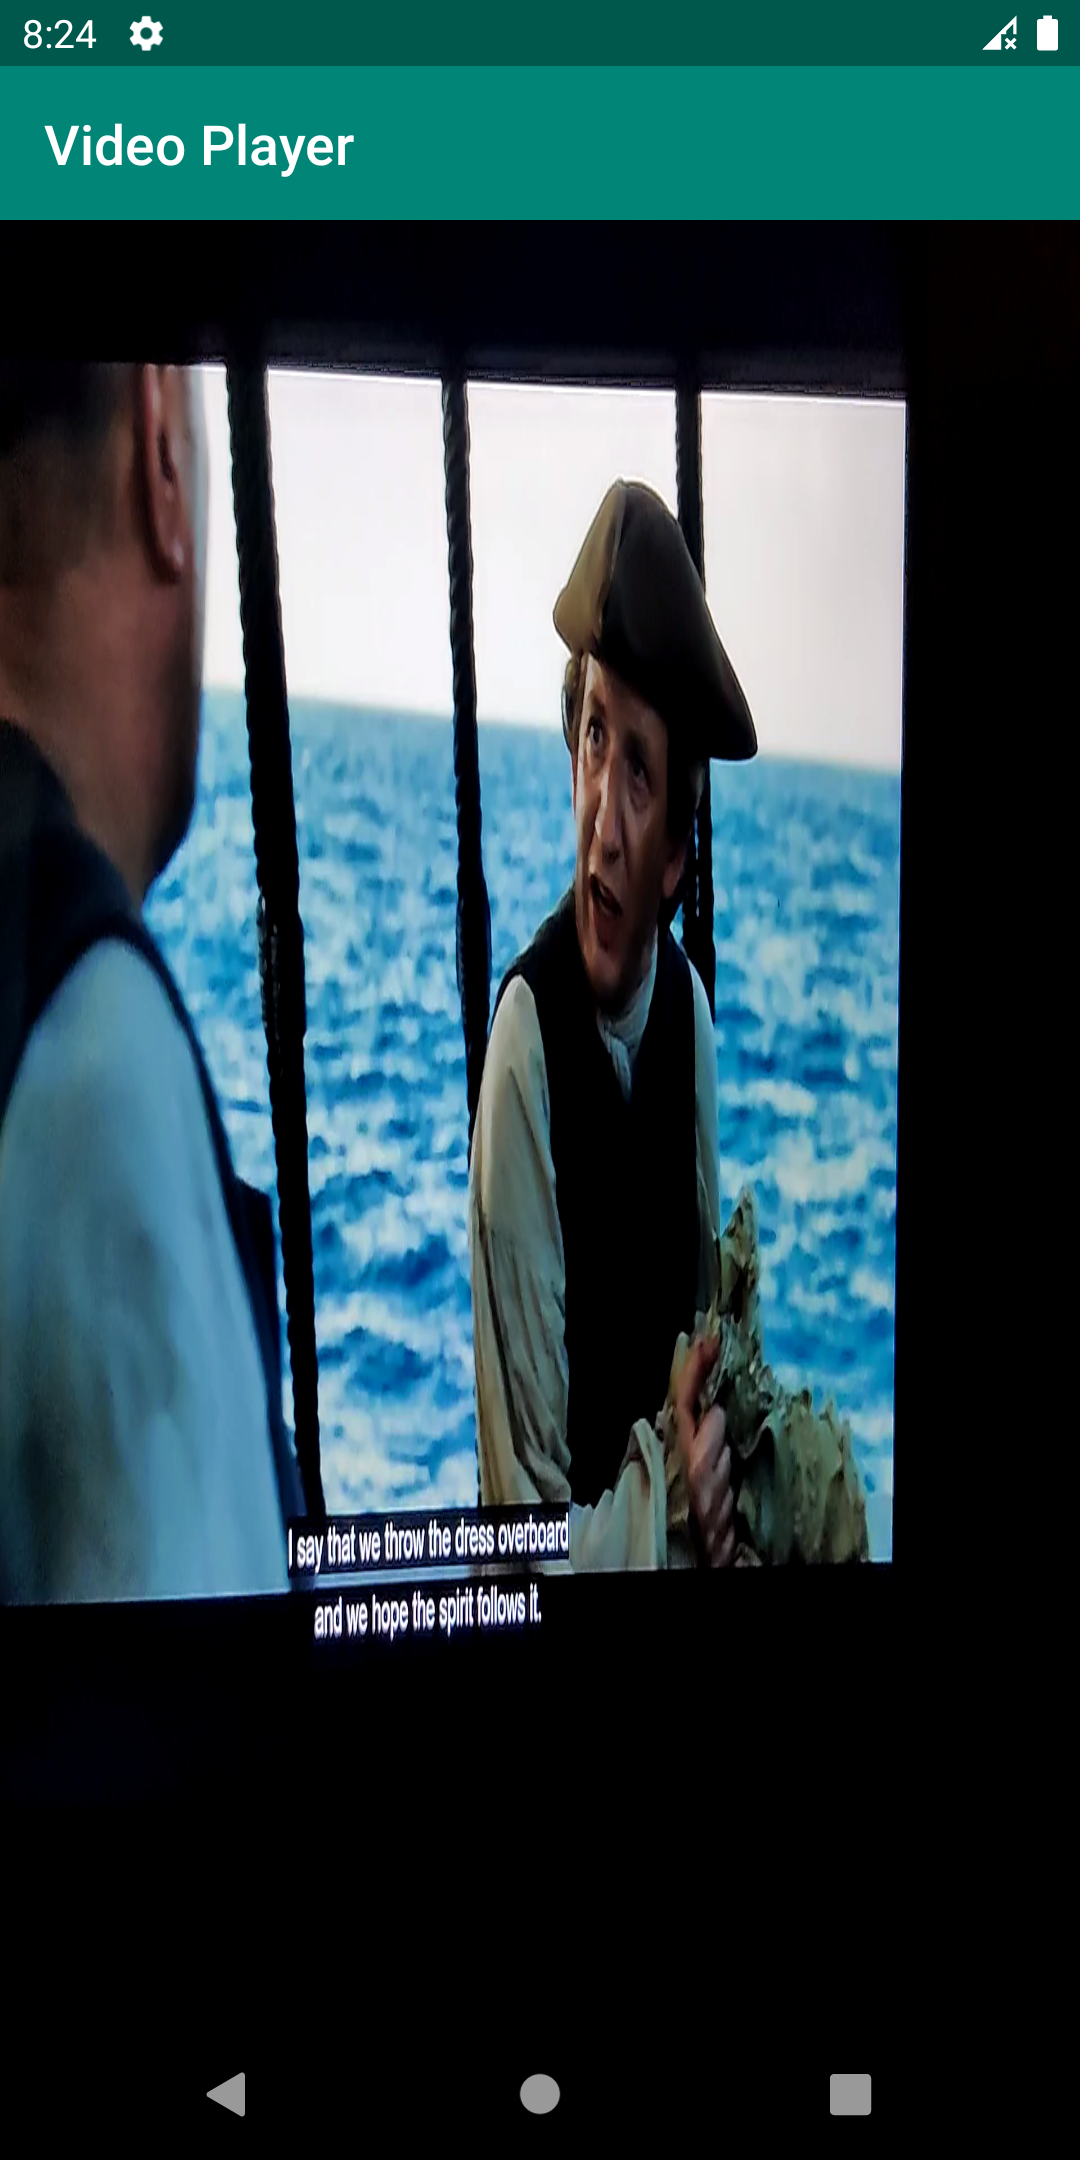 8:24
Video Player
I say that we throw the dress overboard
and we hope the spirit follows it.